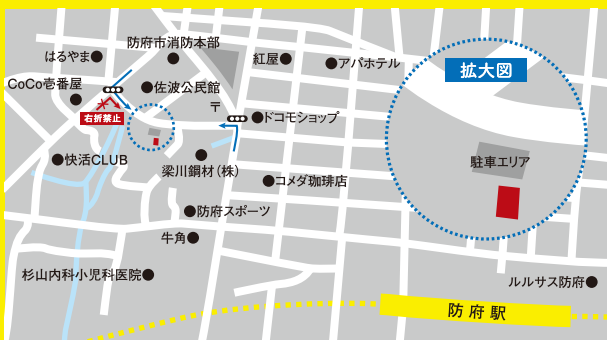 防府市消防本部
はるやま
紅屋
アパホテル
拡大図
CoCo壱番屋
佐波公民館
〒
右折禁止
ドコモショップ
快活CLUB
梁川鋼材(株)
駐車エリア
コメダ珈琲店
防府スポーツ
牛角
杉山内科小児科医院
ルルサス防府
防府駅